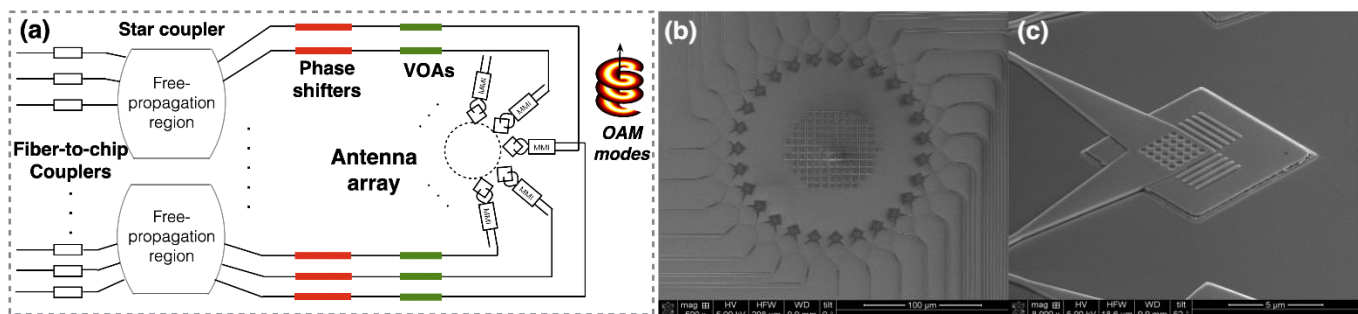 (a)
Star coupler
Free-
propagation
region
Phase
shifters
VOAs
MMI
MMI
MMI
MMI
MMI
OAM
modes
Antenna
array
Fiber-to-chip
Couplers
Free-
propagation
region
(b)
mag HV HFW WD tilt
100 µm
(c)
mag HV HFW WD tilt
5 µm